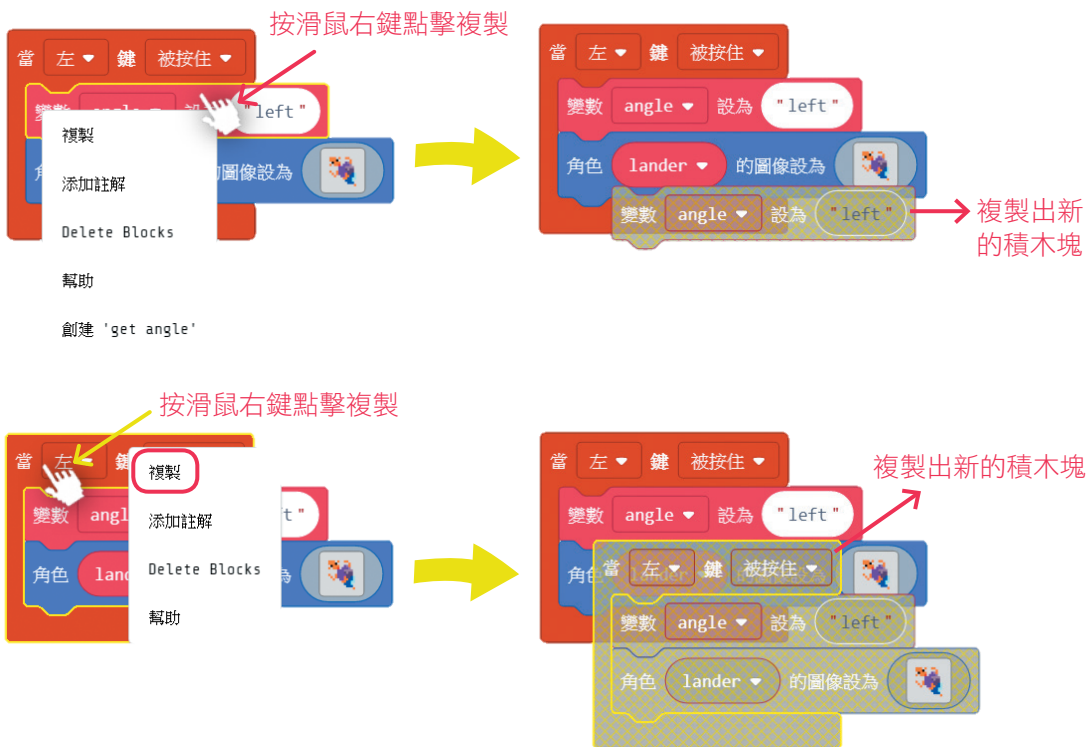 按滑鼠右鍵點擊複製
當 左 鍵 被按住
變數 "left"
複製
的圖像設為
添加註解
Delete Blocks
幫助
創建 'get angle'
當 左 鍵 被按住
變數 angle 設為 "left"
角色 lander 的圖像設為
變數 angle 設為 "left"
複製出新
的積木塊
按滑鼠右鍵點擊複製
當 左
變數 angl
角色 land
複製
添加註解
Delete Blocks
幫助
當 左 鍵 被按住
變數 angle 設為 "left"
角
複製出新的積木塊
當 左 鍵 被按住
變數 angle 設為 "left"
角色 lander 的圖像設為